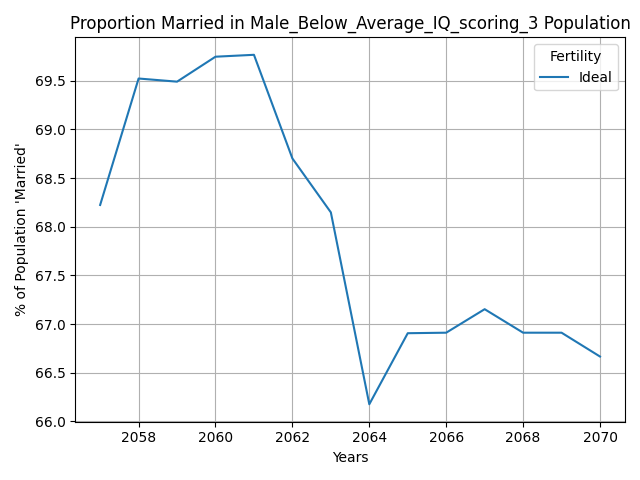 Proportion Married in Male_Below_Average_IQ_scoring_3 Population
Fertility
Ideal
% of Population 'Married'
69.5
69.0
68.5
68.0
67.5
67.0
66.5
66.0
2058 2060 2062 2064 2066 2068 2070
Years